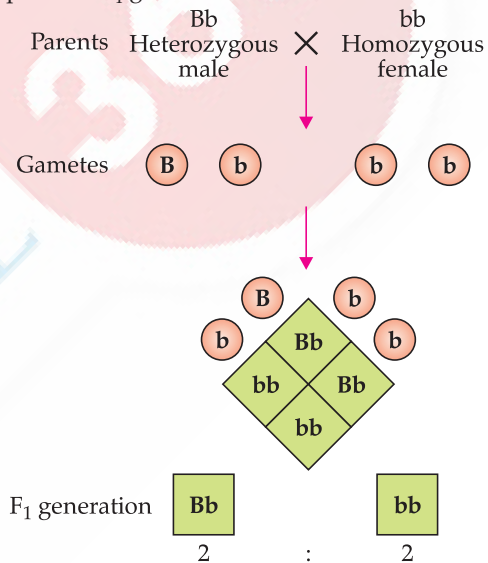 Bb bb
Parents Heterozygous × Homozygous
male female
Gametes B b b b
B b
b Bb b
bb Bb
bb
F₁ generation Bb bb
2 : 2